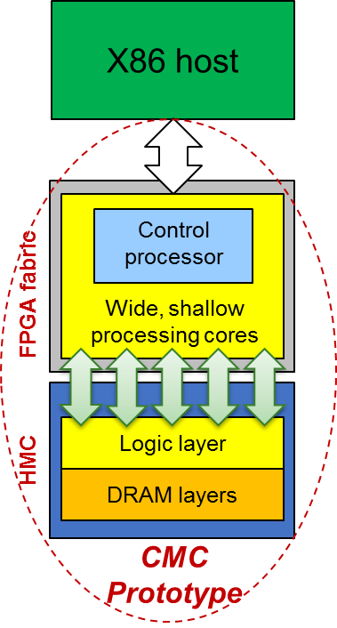 X86 host
Control
processor
Wide, shallow
processing cores
FPGA fabric
Logic layer
DRAM layers
HMC
CMC
Prototype